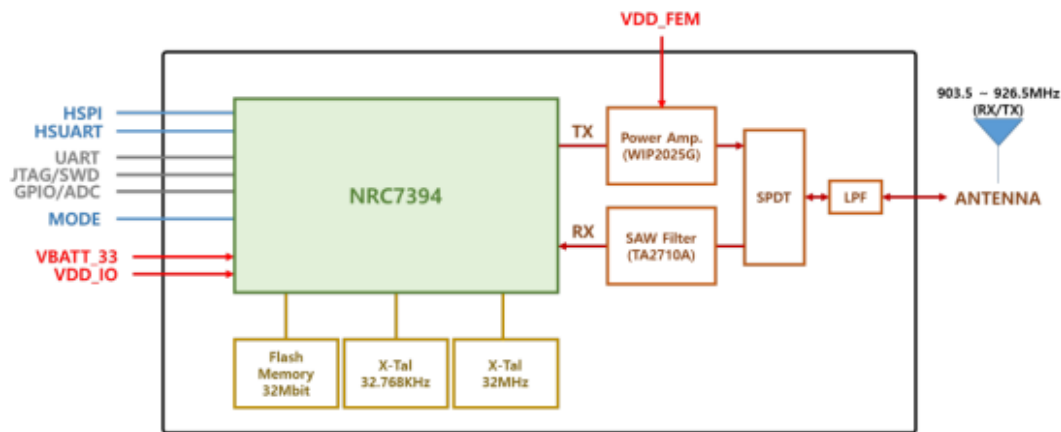 VDD_FEM
903.5 ~ 926.5MHz
(RX/TX)
HSPI
HSUART
UART
JTAG/SWD
GPIO/ADC
MODE
VBATT_33
VDD_IO
NRC7394
TX
Power Amp.
(WIP2025G)
RX
SAW Filter
(TA2710A)
SPDT
LPF
ANTENNA
Flash
Memory
32Mbit
X-Tal
32.768KHz
X-Tal
32MHz